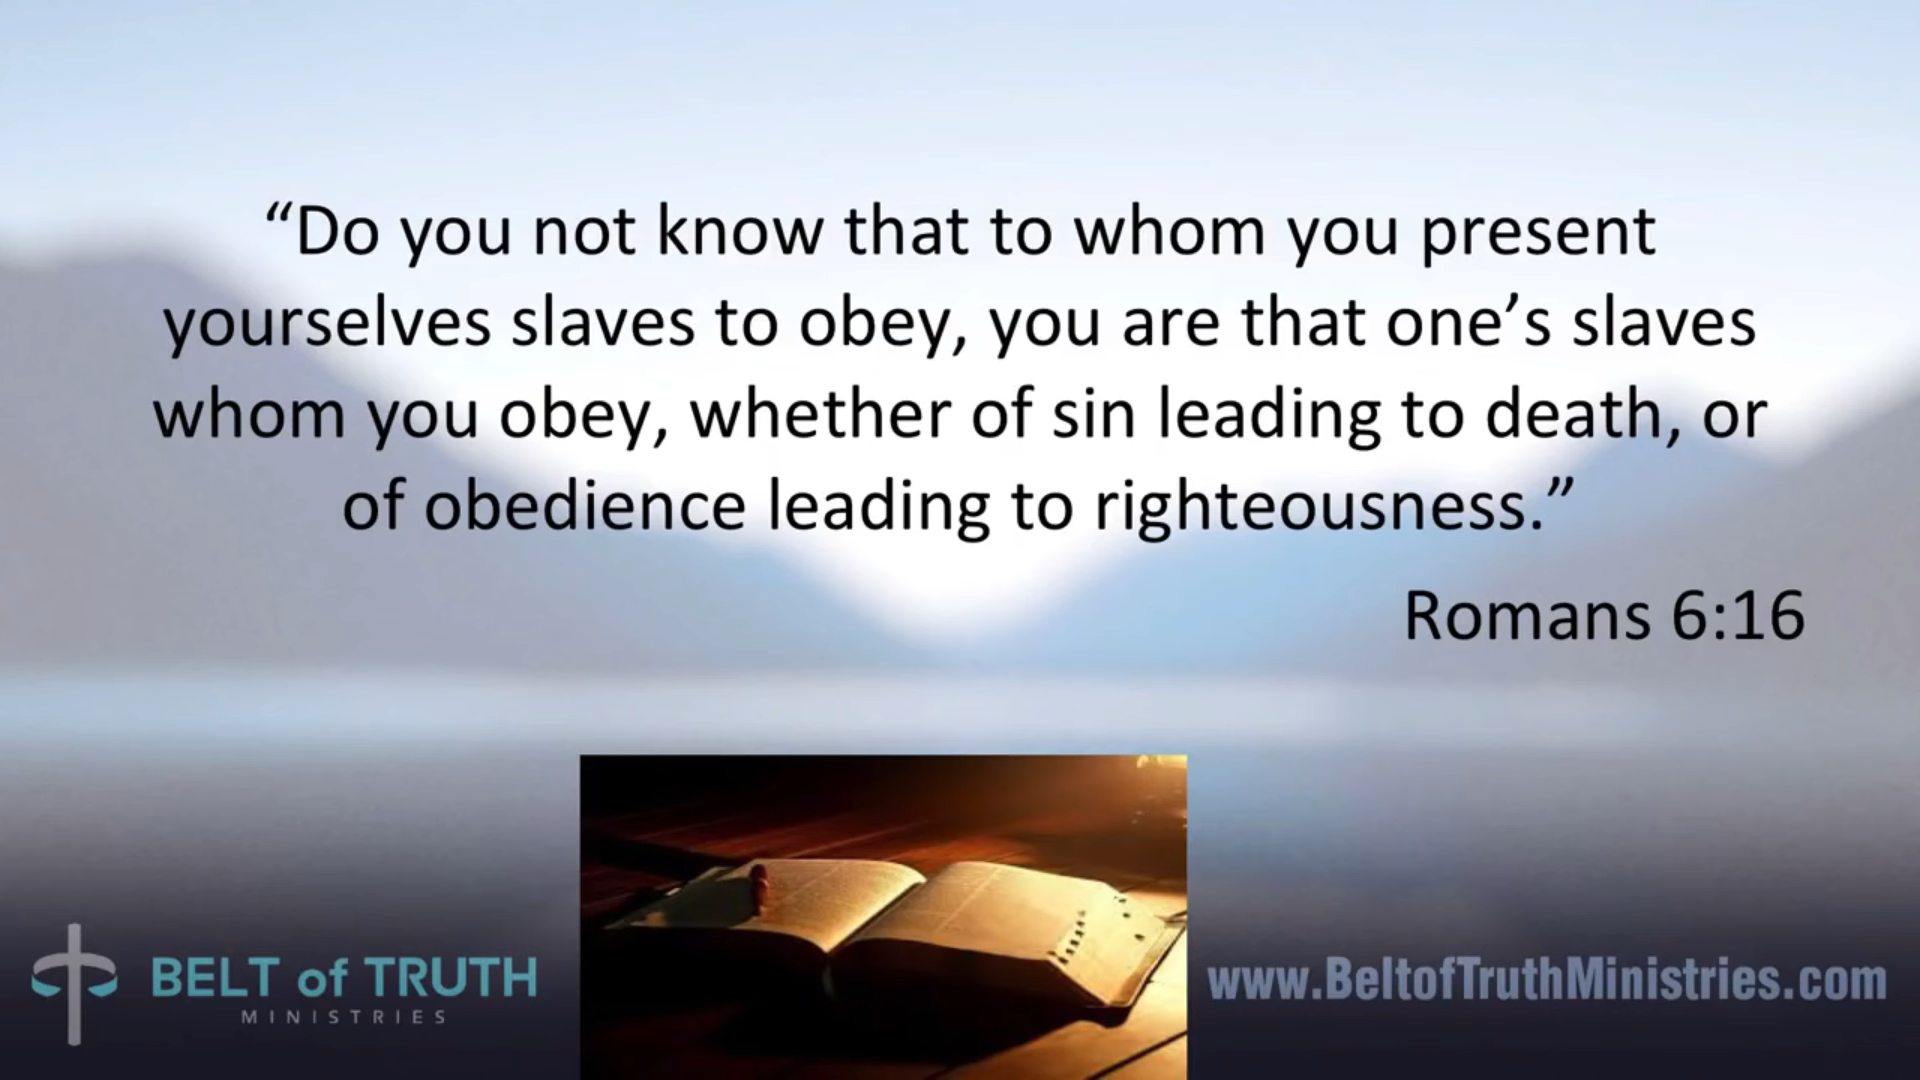 “Do you not know that to whom you present
yourselves slaves to obey, you are that one’s slaves
whom you obey, whether of sin leading to death, or
of obedience leading to righteousness.”
Romans 6:16
BELT of TRUTH
MINISTRIES
www.BeltofTruthMinistries.com